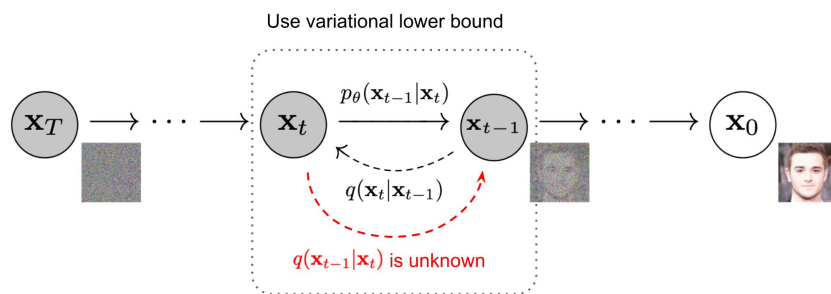 Use variational lower bound
𝐱_T → ⋯ → 𝐱_t p_θ(𝐱_{t−1}|𝐱_t) 𝐱_{t−1} → ⋯ → 𝐱_0
q(𝐱_t|𝐱_{t−1})
q(𝐱_{t−1}|𝐱_t) is unknown